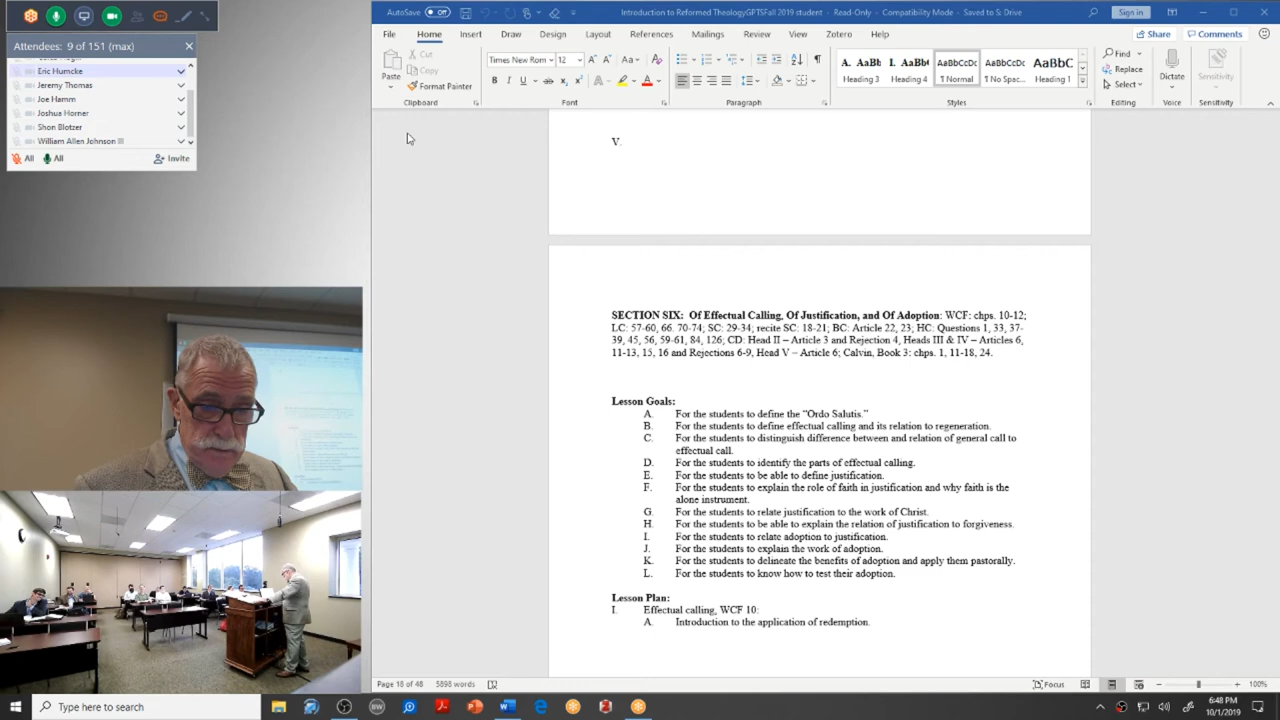 Attendees: 9 of 151 (max)
Eric Humcke
Jeremy Thomas
Joe Hamm
Joshua Horner
Shon Blotzer
William Allen Johnson
All
All
Invite
AutoSave
Off
Introduction to Reformed TheologyGPTSFall 2019 student - Read-Only - Compatibility Mode - Saved to S: Drive
Sign in
File
Home
Insert
Draw
Design
Layout
References
Mailings
Review
View
Zotero
Help
Share
Comments
Paste
Cut
Copy
Format Painter
Clipboard
Times New Rom
12
Font
Paragraph
A. AaBb
Heading 3
I. AaBb
Heading 4
AaBbCcDc
¶ Normal
AaBbCcDc
¶ No Spac...
AaBbC
Heading 1
Styles
Find
Replace
Select
Editing
Dictate
Voice
Sensitivity
Sensitivity
V.
SECTION SIX: Of Effectual Calling, Of Justification, and Of Adoption: WCF: chps. 10-12;
LC: 57-60, 66. 70-74; SC: 29-34; recite SC: 18-21; BC: Article 22, 23; HC: Questions 1, 33, 37-
39, 45, 56, 59-61, 84, 126; CD: Head II – Article 3 and Rejection 4, Heads III & IV – Articles 6,
11-13, 15, 16 and Rejections 6-9, Head V – Article 6; Calvin, Book 3: chps. 1, 11-18, 24.
Lesson Goals:
A. For the students to define the “Ordo Salutis.”
B. For the students to define effectual calling and its relation to regeneration.
C. For the students to distinguish difference between and relation of general call to
effectual call.
D. For the students to identify the parts of effectual calling.
E. For the students to be able to define justification.
F. For the students to explain the role of faith in justification and why faith is the
alone instrument.
G. For the students to relate justification to the work of Christ.
H. For the students to be able to explain the relation of justification to forgiveness.
I. For the students to relate adoption to justification.
J. For the students to explain the work of adoption.
K. For the students to delineate the benefits of adoption and apply them pastorally.
L. For the students to know how to test their adoption.
Lesson Plan:
I. Effectual calling, WCF 10:
A. Introduction to the application of redemption.
Page 18 of 48
5898 words
Focus
100%
Type here to search
6:48 PM
10/1/2019